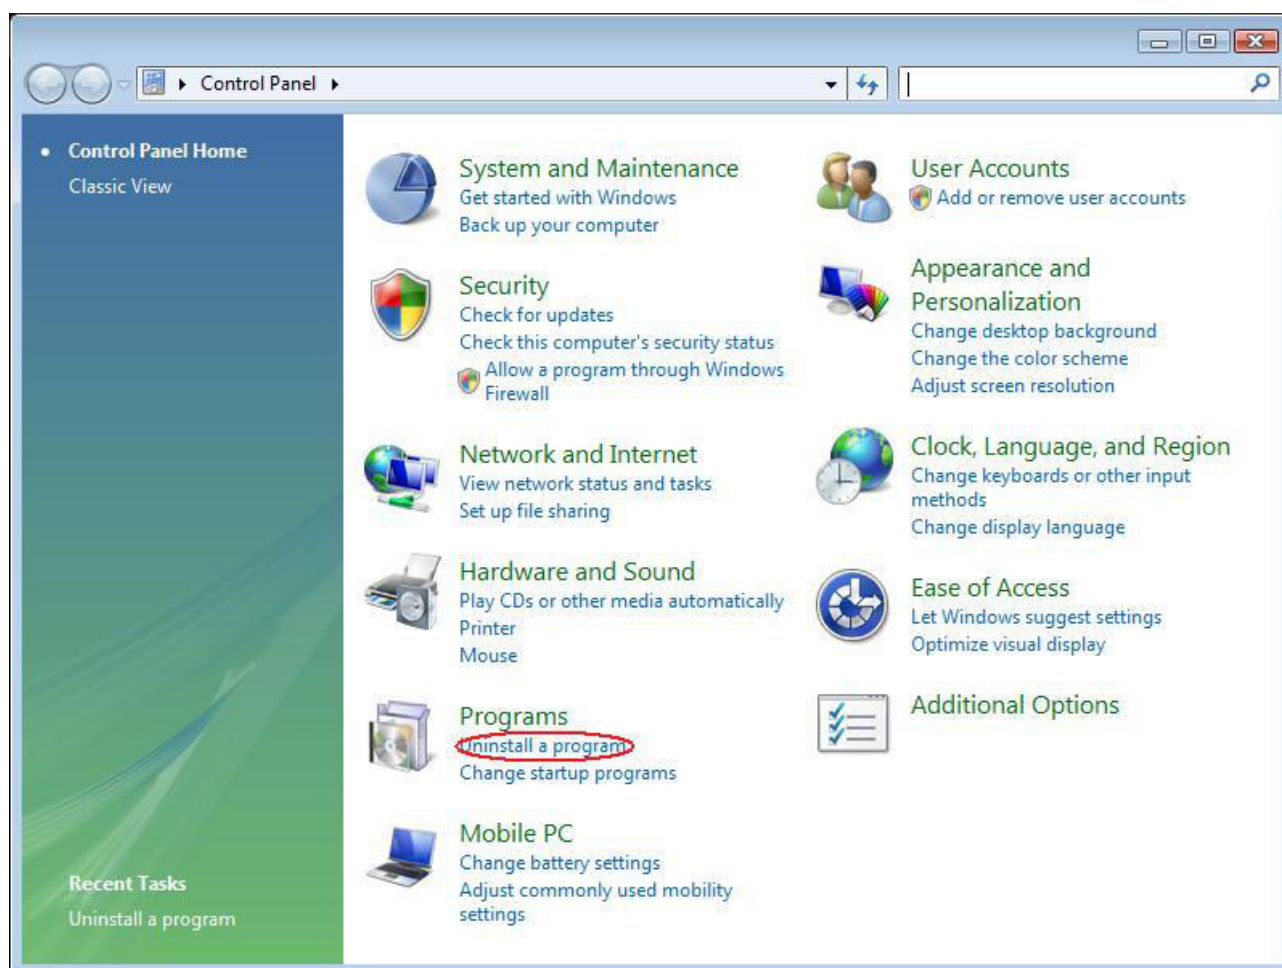 Control Panel
Control Panel Home
Classic View
System and Maintenance
Get started with Windows
Back up your computer
Security
Check for updates
Check this computer's security status
Allow a program through Windows
Firewall
Network and Internet
View network status and tasks
Set up file sharing
Hardware and Sound
Play CDs or other media automatically
Printer
Mouse
Programs
Uninstall a program
Change startup programs
Mobile PC
Change battery settings
Adjust commonly used mobility
settings
User Accounts
Add or remove user accounts
Appearance and
Personalization
Change desktop background
Change the color scheme
Adjust screen resolution
Clock, Language, and Region
Change keyboards or other input
methods
Change display language
Ease of Access
Let Windows suggest settings
Optimize visual display
Additional Options
Recent Tasks
Uninstall a program